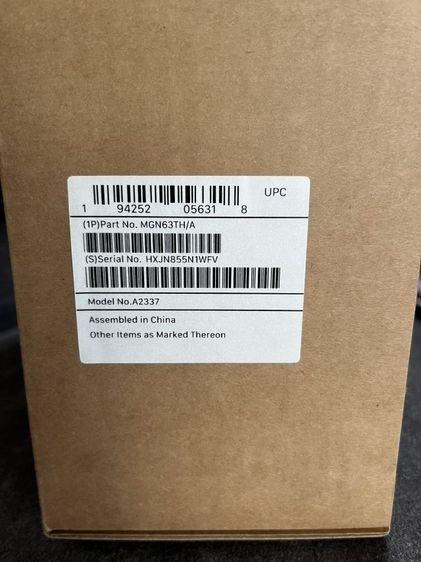 UPC
1 94252 05631 8
(1P)Part No. MGN63TH/A
(S)Serial No. HXJN855N1WFV
Model No.A2337
Assembled in China
Other Items as Marked Thereon